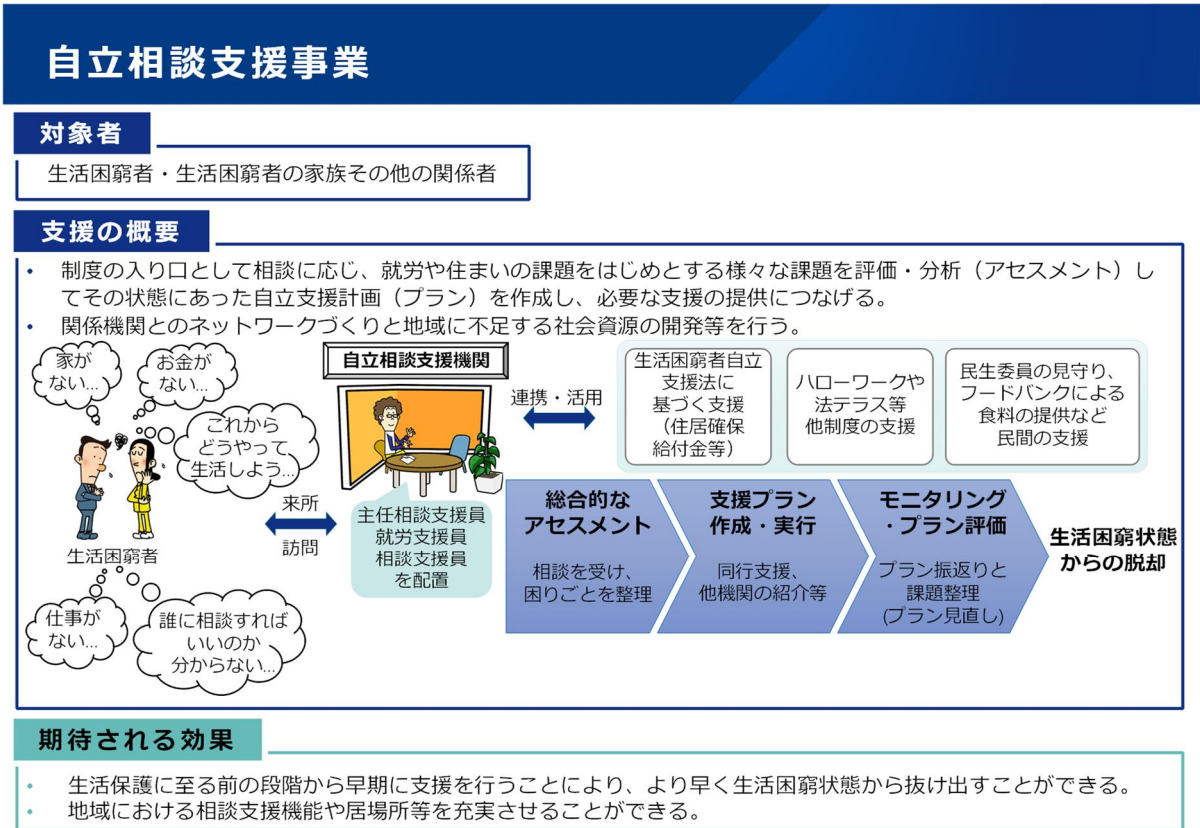 自立相談支援事業
対象者
生活困窮者・生活困窮者の家族その他の関係者
支援の概要
• 制度の入り口として相談に応じ、就労や住まいの課題をはじめとする様々な課題を評価・分析（アセスメント）し
てその状態にあった自立支援計画（プラン）を作成し、必要な支援の提供につなげる。
• 関係機関とのネットワークづくりと地域に不足する社会資源の開発等を行う。
家が
ない…
お金が
ない…
これから
どうやって
生活しよう…
生活困窮者
仕事が
ない…
誰に相談すれば
いいのか
分からない…
来所
訪問
自立相談支援機関
主任相談支援員
就労支援員
相談支援員
を配置
連携・活用
生活困窮者自立
支援法に
基づく支援
（住居確保
給付金等）
ハローワークや
法テラス等
他制度の支援
民生委員の見守り、
フードバンクによる
食料の提供など
民間の支援
総合的な
アセスメント
相談を受け、
困りごとを整理
支援プラン
作成・実行
同行支援、
他機関の紹介等
モニタリング
・プラン評価
プラン振返りと
課題整理
(プラン見直し)
生活困窮状態
からの脱却
期待される効果
• 生活保護に至る前の段階から早期に支援を行うことにより、より早く生活困窮状態から抜け出すことができる。
• 地域における相談支援機能や居場所等を充実させることができる。